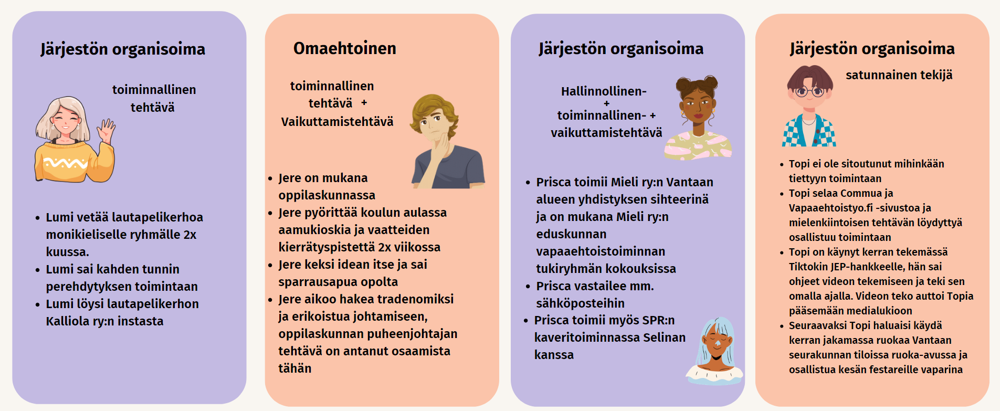 Järjestön organisoima
toiminnallinen
tehtävä
• Lumi vetää lautapelikerhoa
monikieliselle ryhmälle 2x
kuussa.
• Lumi sai kahden tunnin
perehdytyksen toimintaan
• Lumi löysi lautapelikerhon
Kalliola ry:n instasta
Omaehtoinen
toiminnallinen
tehtävä +
Vaikuttamistehtävä
• Jere on mukana
oppilaskunnassa
• Jere pyörittää koulun aulassa
aamukioskia ja vaatteiden
kierrätyspistettä 2x viikossa
• Jere keksi idean itse ja sai
sparrausapua opolta
• Jere aikoo hakea tradenomiksi
ja erikoistua johtamiseen,
oppilaskunnan puheenjohtajan
tehtävä on antanut osaamista
tähän
Järjestön organisoima
Hallinnollinen-
+
toiminnallinen- +
vaikuttamistehtävä
• Prisca toimii Mieli ry:n Vantaan
alueen yhdistyksen sihteerinä
ja on mukana Mieli ry:n
eduskunnan
vapaaehtoistoiminnan
tukiryhmän kokouksissa
• Prisca vastailee mm.
sähköposteihin
• Prisca toimii myös SPR:n
kaveritoiminnassa Selinan
kanssa
Järjestön organisoima
satunnainen tekijä
• Topi ei ole sitoutunut mihinkään
tiettyyn toimintaan
• Topi selaa Commua ja
Vapaaehtoistyo.fi -sivustoa ja
mielenkiintoisen tehtävän löydyttyä
osallistuu toimintaan
• Topi on käynyt kerran tekemässä
Tiktokin JEP-hankkeelle, hän sai
ohjeet videon tekemiseen ja teki sen
omalla ajalla. Videon teko auttoi Topia
pääsemään medialukioon
• Seuraavaksi Topi haluaisi käydä
kerran jakamassa ruokaa Vantaan
seurakunnan tiloissa ruoka-avussa ja
osallistua kesän festareille vaparina